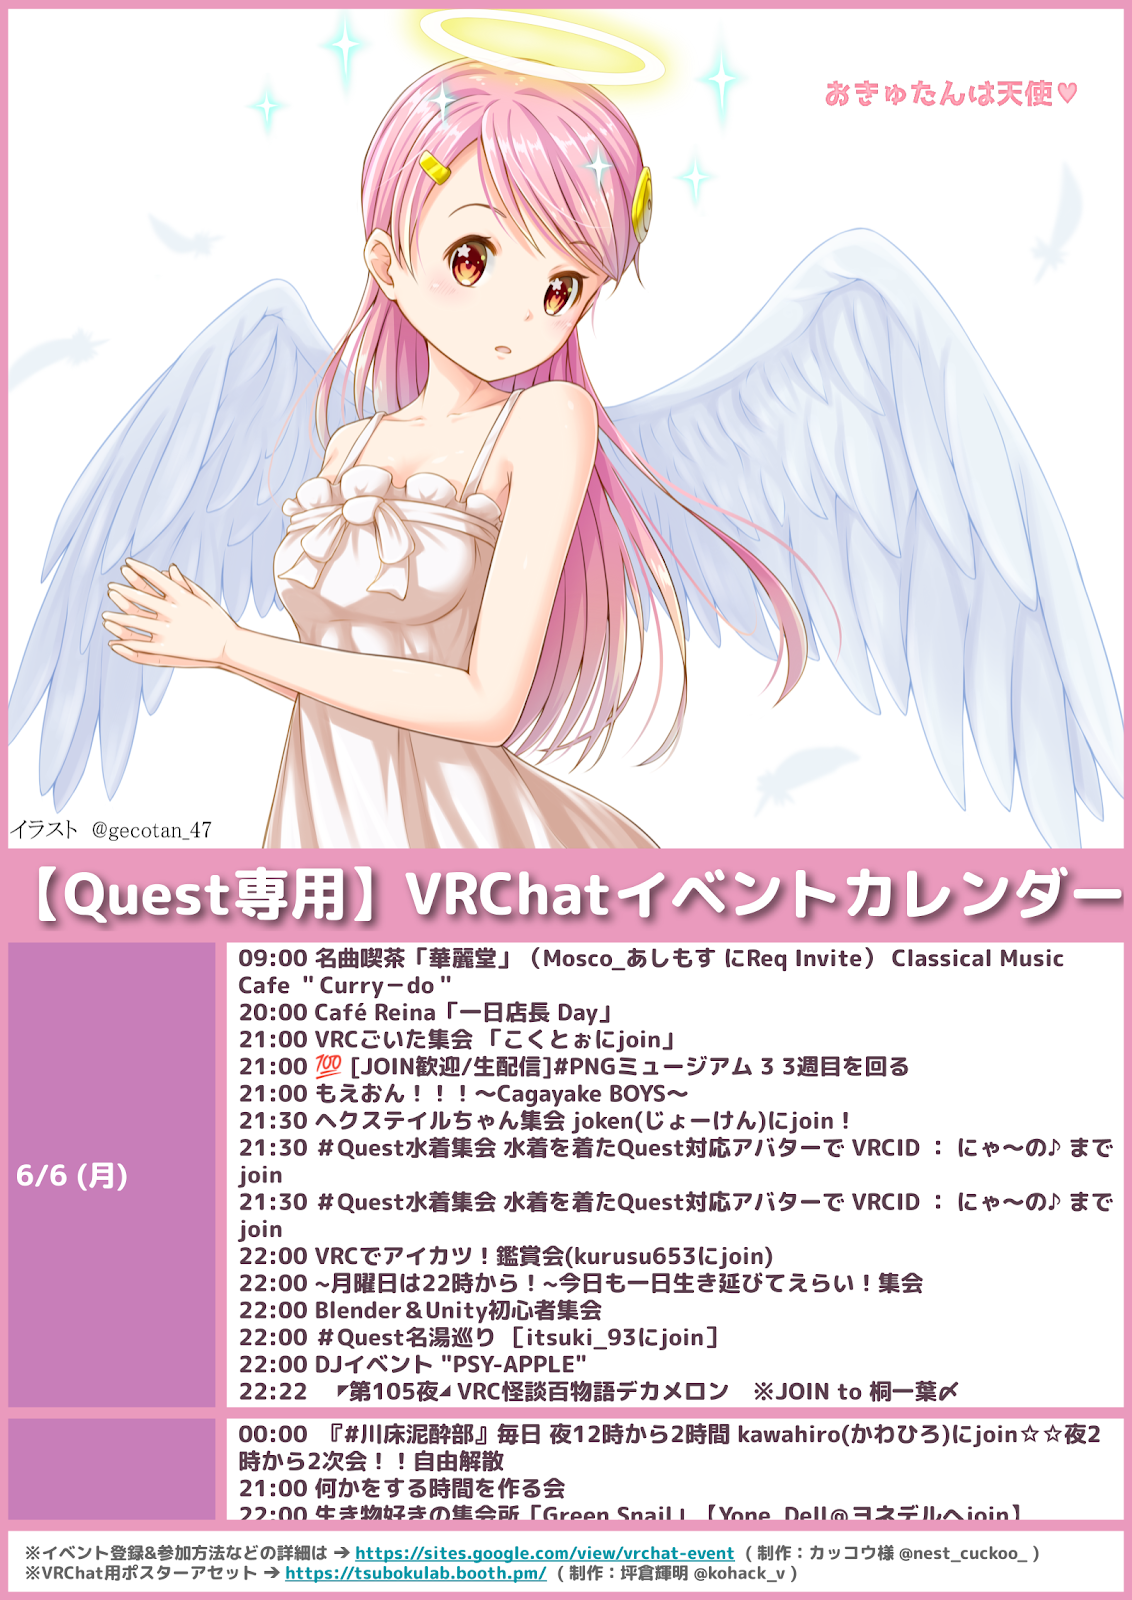 おきゅたんは天使♥
イラスト @gecotan_47
【Quest専用】VRChatイベントカレンダー
6/6 (月)
09:00 名曲喫茶「華麗堂」（Mosco_あしもす にReq Invite） Classical Music
Cafe ＂Curry－do＂
20:00 Café Reina「一日店長 Day」
21:00 VRCごいた集会 「こくとぉにjoin」
21:00 💯 [JOIN歓迎/生配信]#PNGミュージアム 3 3週目を回る
21:00 もえおん！！！〜Cagayake BOYS〜
21:30 ヘクステイルちゃん集会 joken(じょーけん)にjoin！
21:30 ＃Quest水着集会 水着を着たQuest対応アバターで VRCID ： にゃ〜の♪ まで
join
21:30 ＃Quest水着集会 水着を着たQuest対応アバターで VRCID ： にゃ〜の♪ まで
join
22:00 VRCでアイカツ！鑑賞会(kurusu653にjoin)
22:00 ~月曜日は22時から！~今日も一日生き延びてえらい！集会
22:00 Blender＆Unity初心者集会
22:00 ＃Quest名湯巡り ［itsuki_93にjoin］
22:00 DJイベント "PSY-APPLE"
22:22 ◤第105夜◢ VRC怪談百物語デカメロン ※JOIN to 桐一葉〆
00:00 『#川床泥酔部』毎日 夜12時から2時間 kawahiro(かわひろ)にjoin☆☆夜2
時から2次会！！自由解散
21:00 何かをする時間を作る会
22:00 生き物好きの集会所「Green Snail」【Yone_Dell@ヨネデルへjoin】
※イベント登録&参加方法などの詳細は ➔ https://sites.google.com/view/vrchat-event ( 制作：カッコウ様 @nest_cuckoo_ )
※VRChat用ポスターアセット ➔ https://tsubokulab.booth.pm/ ( 制作：坪倉輝明 @kohack_v )